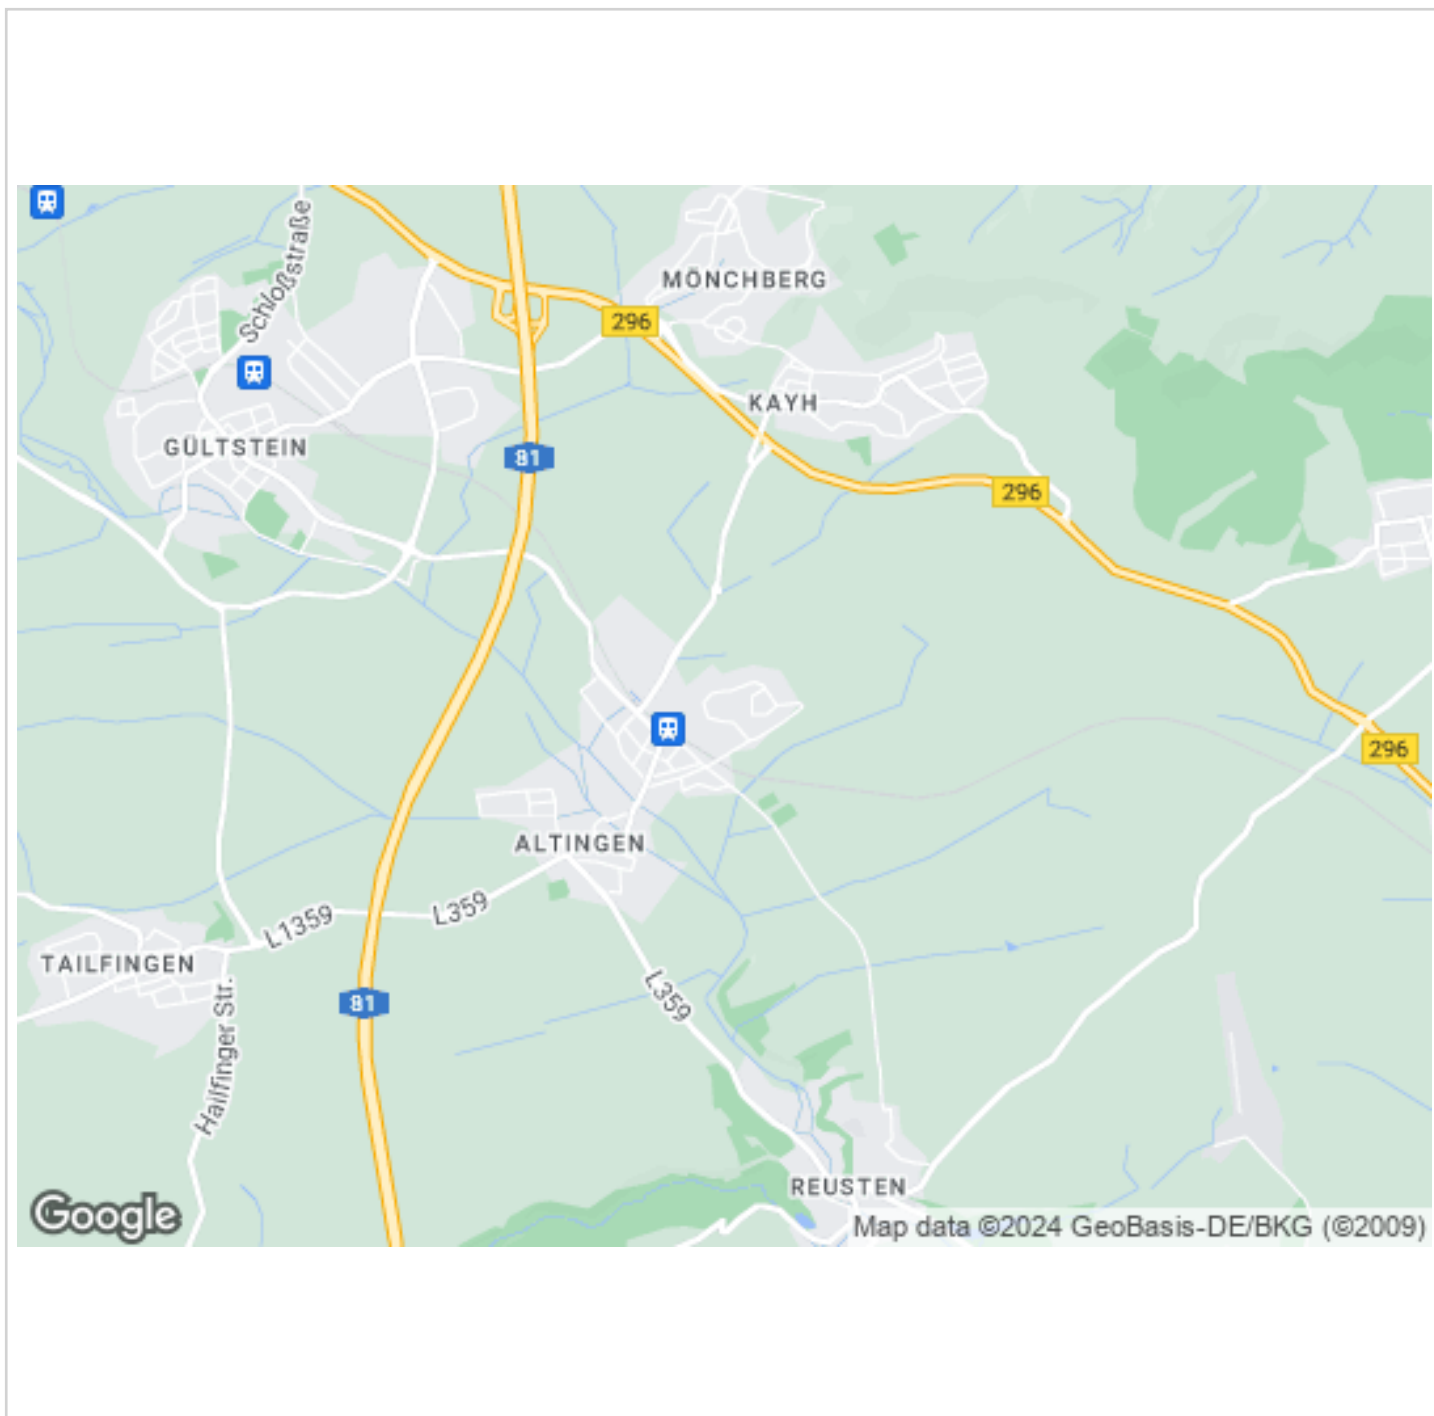 Schloßstraße
MÖNCHBERG
296
KAYH
GÜLTSTEIN
81
296
296
ALTINGEN
L1359
L359
TAILFINGEN
L359
81
Hailfinger Str.
REUSTEN
Google
Map data ©2024 GeoBasis-DE/BKG (©2009)